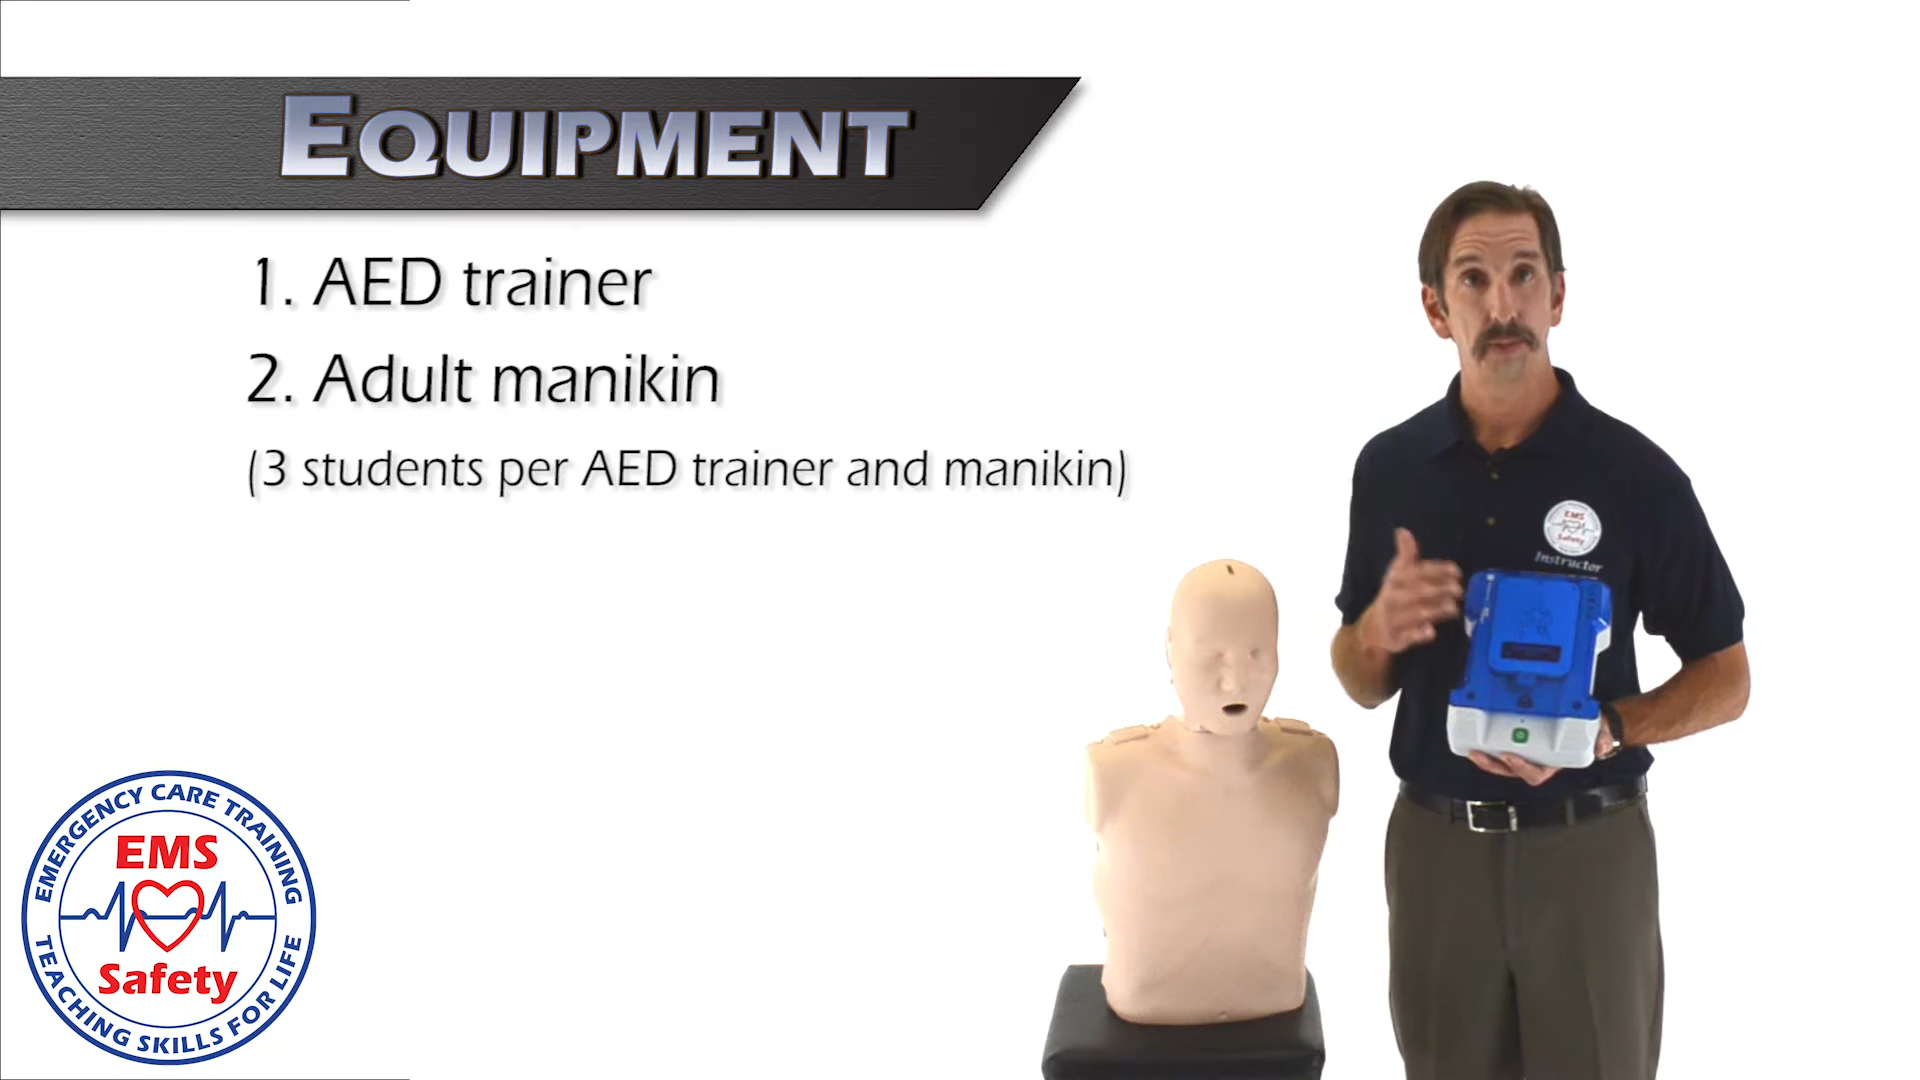 EQUIPMENT
1. AED trainer
2. Adult manikin
(3 students per AED trainer and manikin)
EMS
Safety
Instructor
EMERGENCY CARE TRAINING
EMS
Safety
TEACHING SKILLS FOR LIFE